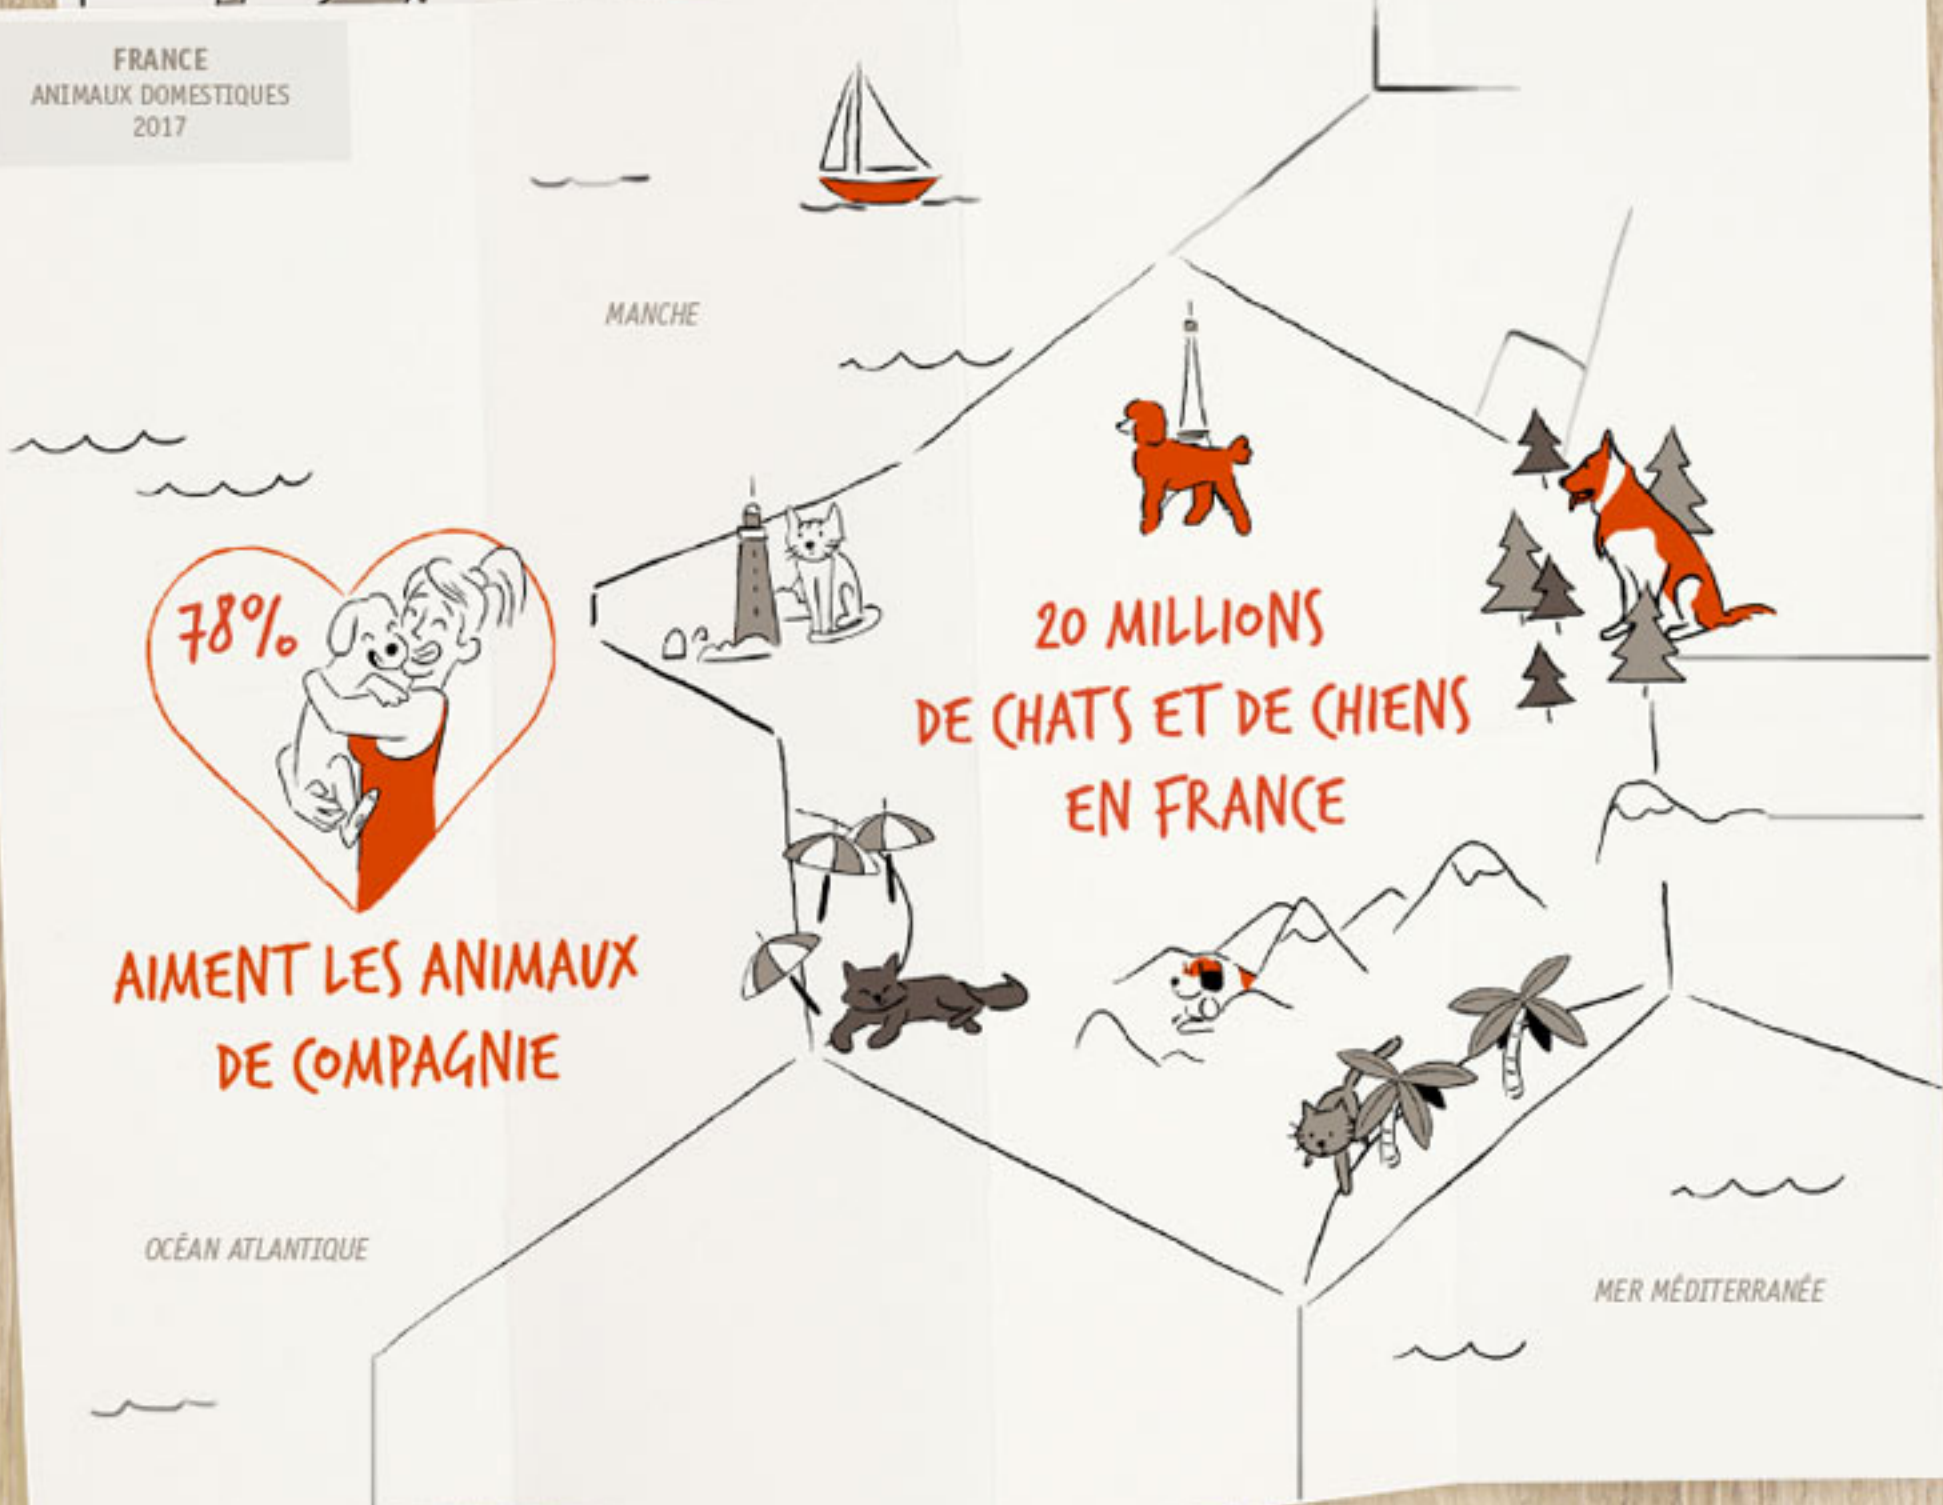 FRANCE
ANIMAUX DOMESTIQUES
2017
MANCHE
78%
AIMENT LES ANIMAUX
DE COMPAGNIE
20 MILLIONS
DE CHATS ET DE CHIENS
EN FRANCE
OCÉAN ATLANTIQUE
MER MÉDITERRANÉE